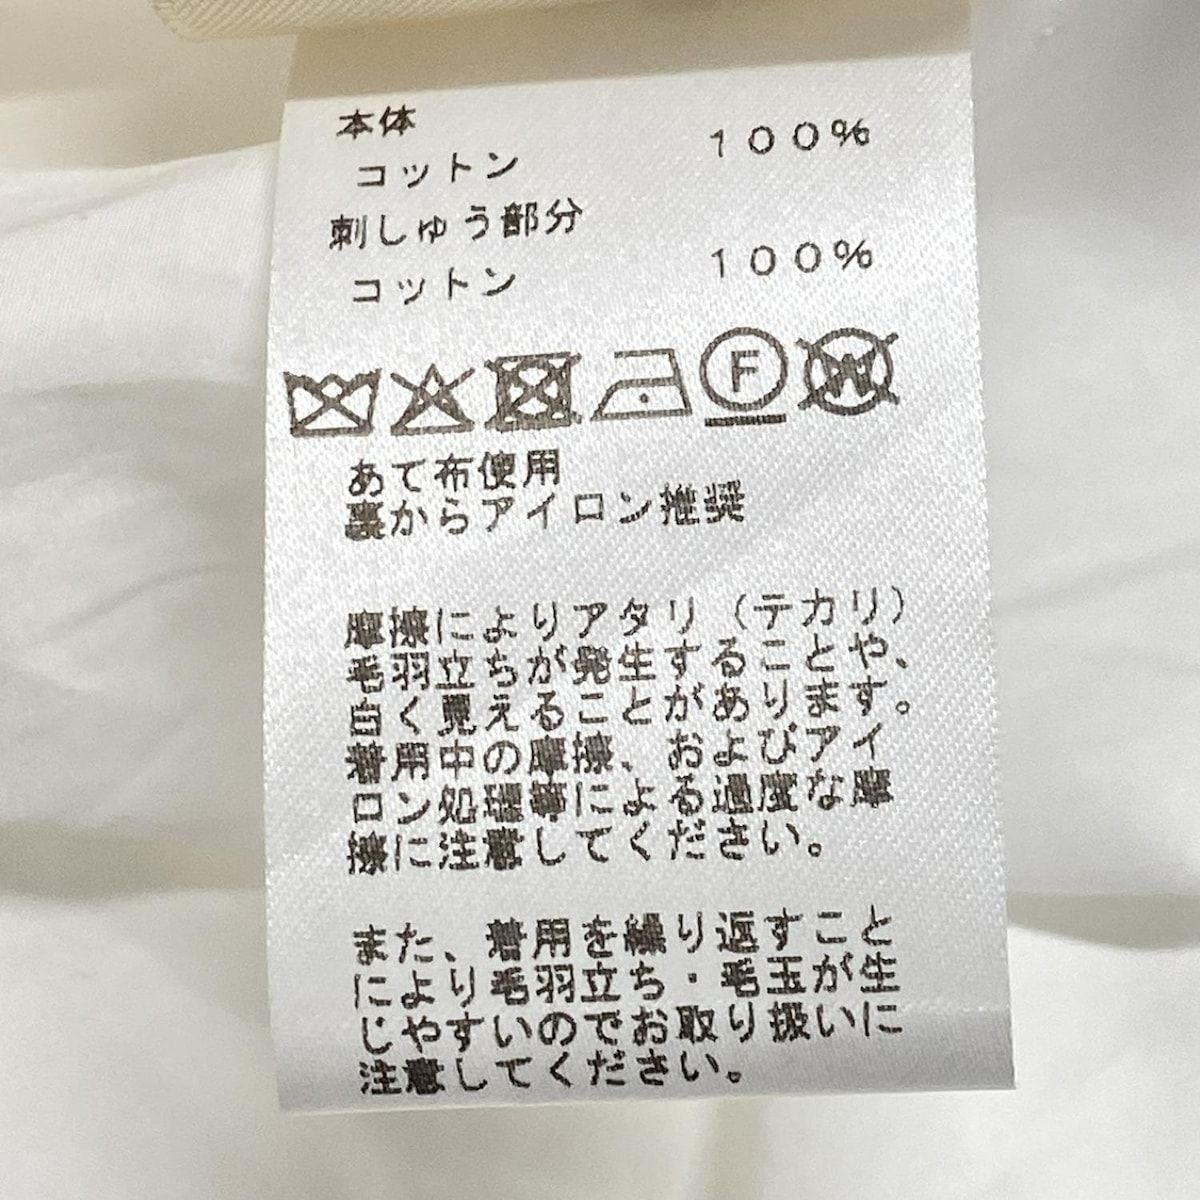 本体
コットン 100%
刺しゅう部分
コットン 100%
F W
あて布使用
裏からアイロン推奨
摩擦によりアタリ（テカリ）
毛羽立ちが発生することや、
白く見えることがあります。
着用中の摩擦、およびアイ
ロン処理等による過度な摩
擦に注意してください。
また、着用を繰り返すこと
により毛羽立ち・毛玉が生
じやすいのでお取り扱いに
注意してください。